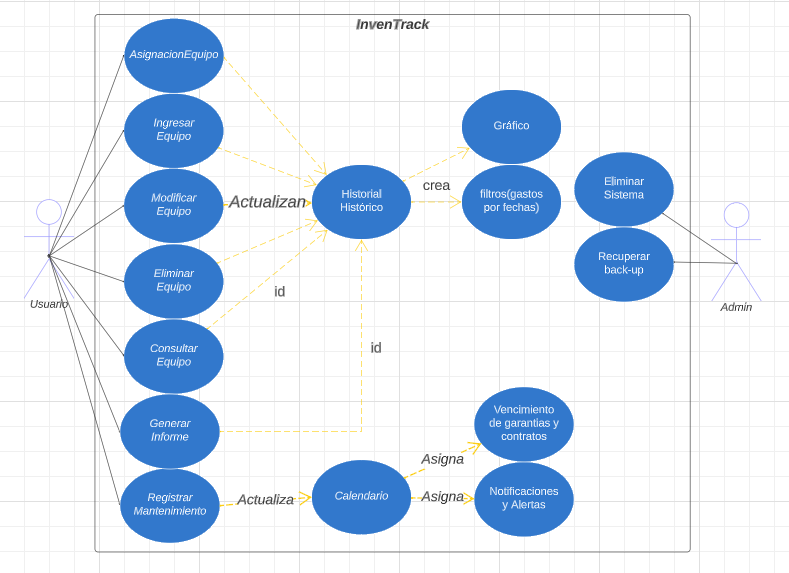 InvenTrack
AsignacionEquipo
Ingresar
Equipo
Modificar
Equipo
Eliminar
Equipo
Consultar
Equipo
Generar
Informe
Registrar
Mantenimiento
Usuario
Actualizan
id
id
Historial
Histórico
crea
Gráfico
filtros(gastos
por fechas)
Eliminar
Sistema
Recuperar
back-up
Admin
Actualiza
Calendario
Asigna
Asigna
Vencimiento
de garantias y
contratos
Notificaciones
y Alertas